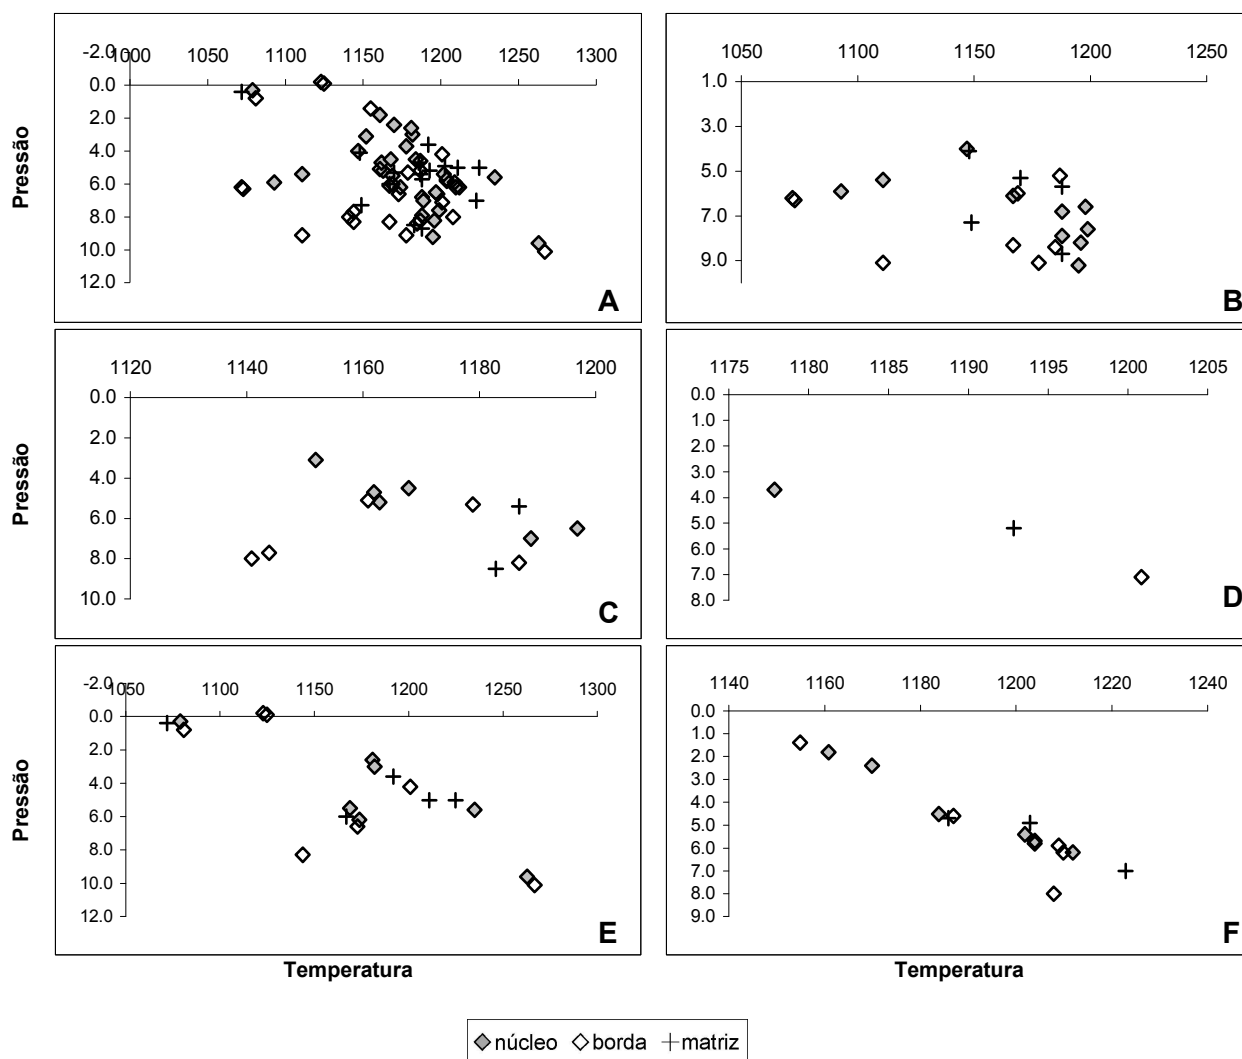 -2.0
1000 1050 1100 1150 1200 1250 1300
0.0
2.0
4.0
6.0
8.0
10.0
12.0
Pressão
A
1050 1100 1150 1200 1250
1.0
3.0
5.0
7.0
9.0
B
1120 1140 1160 1180 1200
0.0
2.0
4.0
6.0
8.0
10.0
Pressão
C
1175 1180 1185 1190 1195 1200 1205
0.0
1.0
2.0
3.0
4.0
5.0
6.0
7.0
8.0
D
-2.0
1050 1100 1150 1200 1250 1300
0.0
2.0
4.0
6.0
8.0
10.0
12.0
Pressão
E
Temperatura
1140 1160 1180 1200 1220 1240
0.0
1.0
2.0
3.0
4.0
5.0
6.0
7.0
8.0
9.0
F
Temperatura
núcleo borda matriz